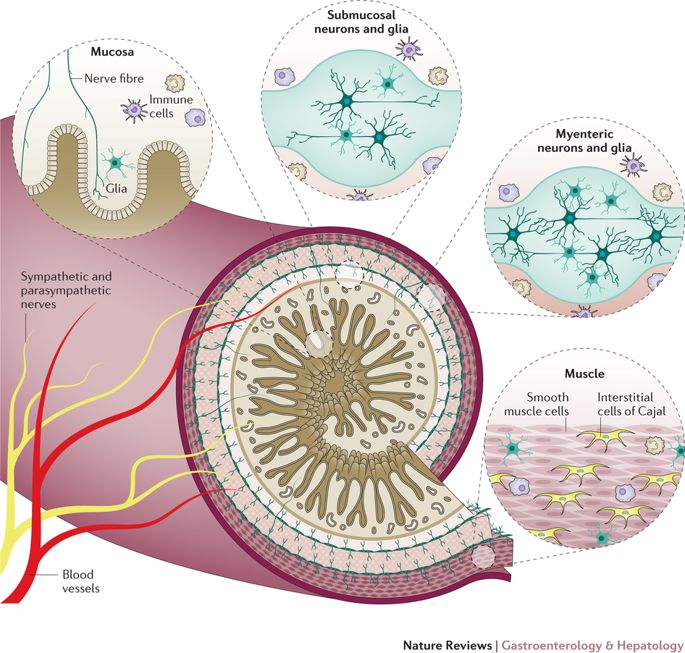 Submucosal
neurons and glia
Mucosa
Nerve fibre
Immune
cells
Glia
Myenteric
neurons and glia
Sympathetic and
parasympathetic
nerves
Muscle
Smooth
muscle cells
Interstitial
cells of Cajal
Blood
vessels
Nature Reviews | Gastroenterology & Hepatology